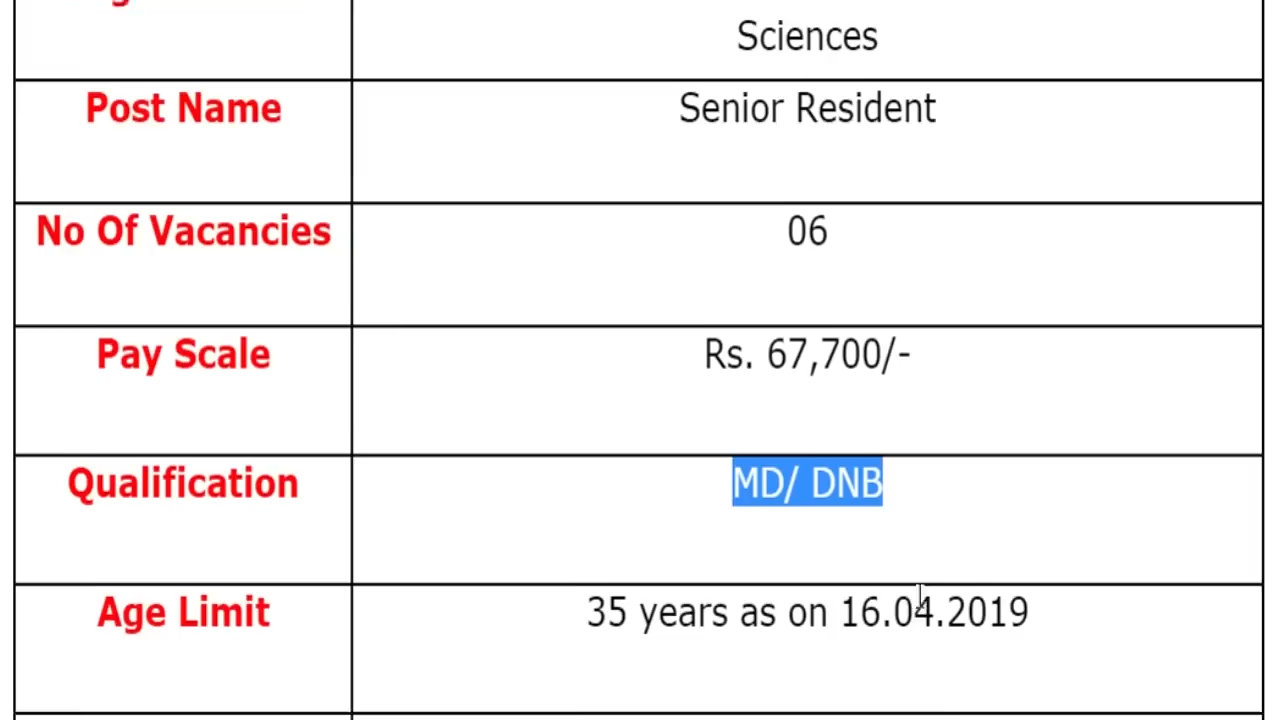 Sciences
Post Name
Senior Resident
No Of Vacancies
06
Pay Scale
Rs. 67,700/-
Qualification
MD/ DNB
Age Limit
35 years as on 16.04.2019